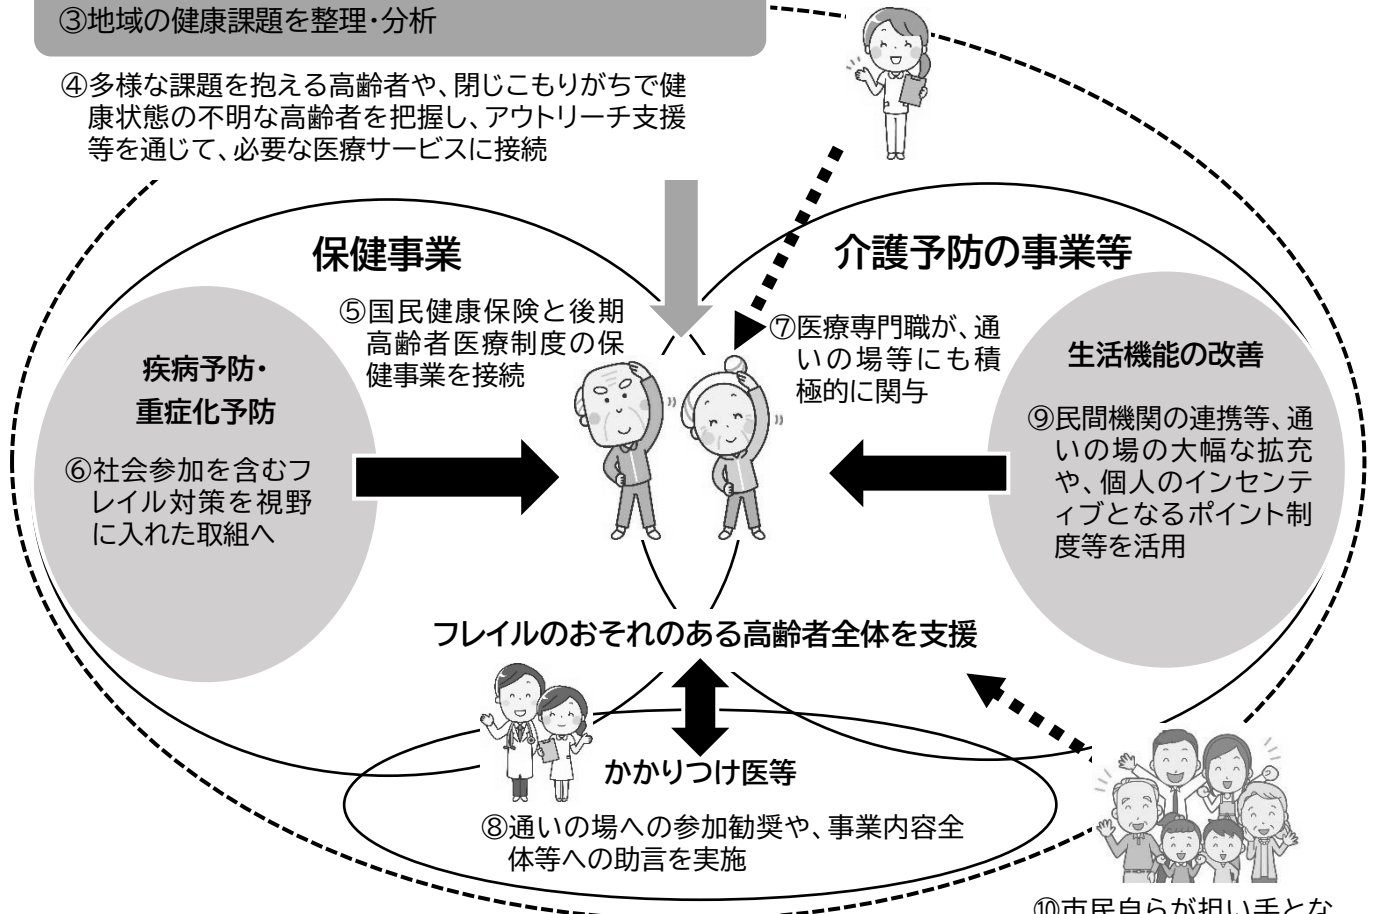 ③地域の健康課題を整理・分析
④多様な課題を抱える高齢者や、閉じこもりがちで健
康状態の不明な高齢者を把握し、アウトリーチ支援
等を通じて、必要な医療サービスに接続
保健事業
介護予防の事業等
⑤国民健康保険と後期
高齢者医療制度の保
健事業を接続
⑦医療専門職が、通
いの場等にも積
極的に関与
疾病予防・
重症化予防
⑥社会参加を含むフ
レイル対策を視野
に入れた取組へ
生活機能の改善
⑨民間機関の連携等、通
いの場の大幅な拡充
や、個人のインセンテ
ィブとなるポイント制
度等を活用
フレイルのおそれのある高齢者全体を支援
かかりつけ医等
⑧通いの場への参加勧奨や、事業内容全
体等への助言を実施
⑩市民自らが担い手とな